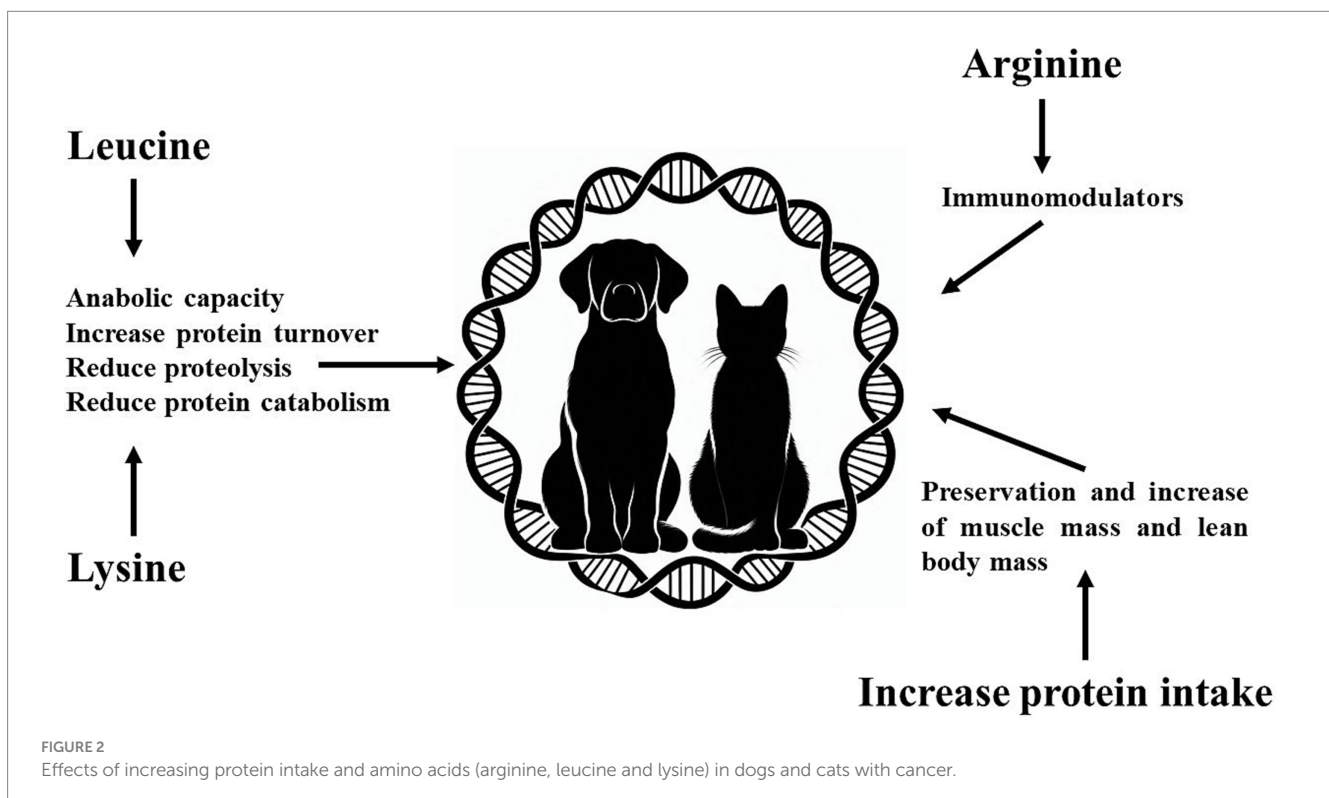 Leucine
Anabolic capacity
Increase protein turnover
Reduce proteolysis
Reduce protein catabolism
Lysine
Arginine
Immunomodulators
Preservation and increase
of muscle mass and lean
body mass
Increase protein intake
FIGURE 2
Effects of increasing protein intake and amino acids (arginine, leucine and lysine) in dogs and cats with cancer.